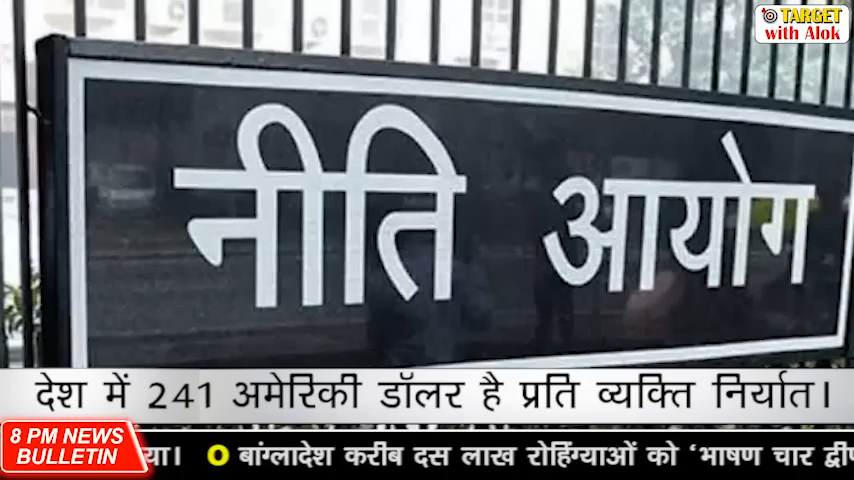 TARGET
with Alok
नीति आयोग
देश में 241 अमेरिकी डॉलर है प्रति व्यक्ति निर्यात।
8 PM NEWS
BULLETIN
या। बांग्लादेश करीब दस लाख रोहिंग्याओं को ‘भाषण चार